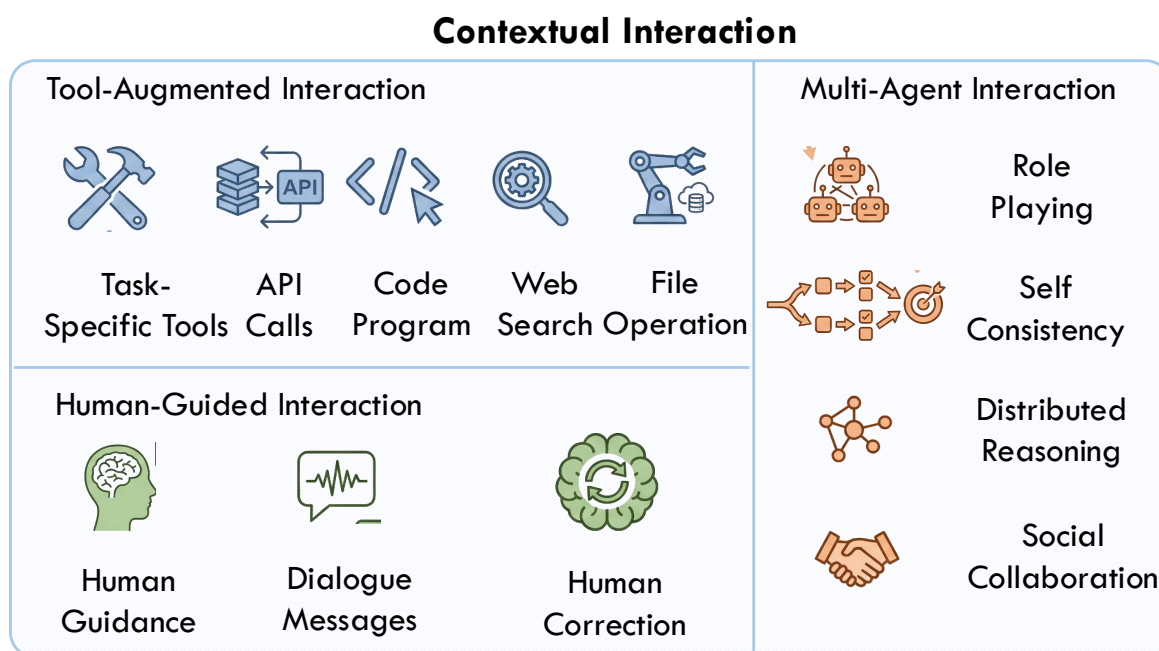 Contextual Interaction
Tool-Augmented Interaction
API
Task-
Specific Tools
API
Calls
Code
Program
Web
Search
File
Operation
Human-Guided Interaction
Human
Guidance
Dialogue
Messages
Human
Correction
Multi-Agent Interaction
Role
Playing
Self
Consistency
Distributed
Reasoning
Social
Collaboration